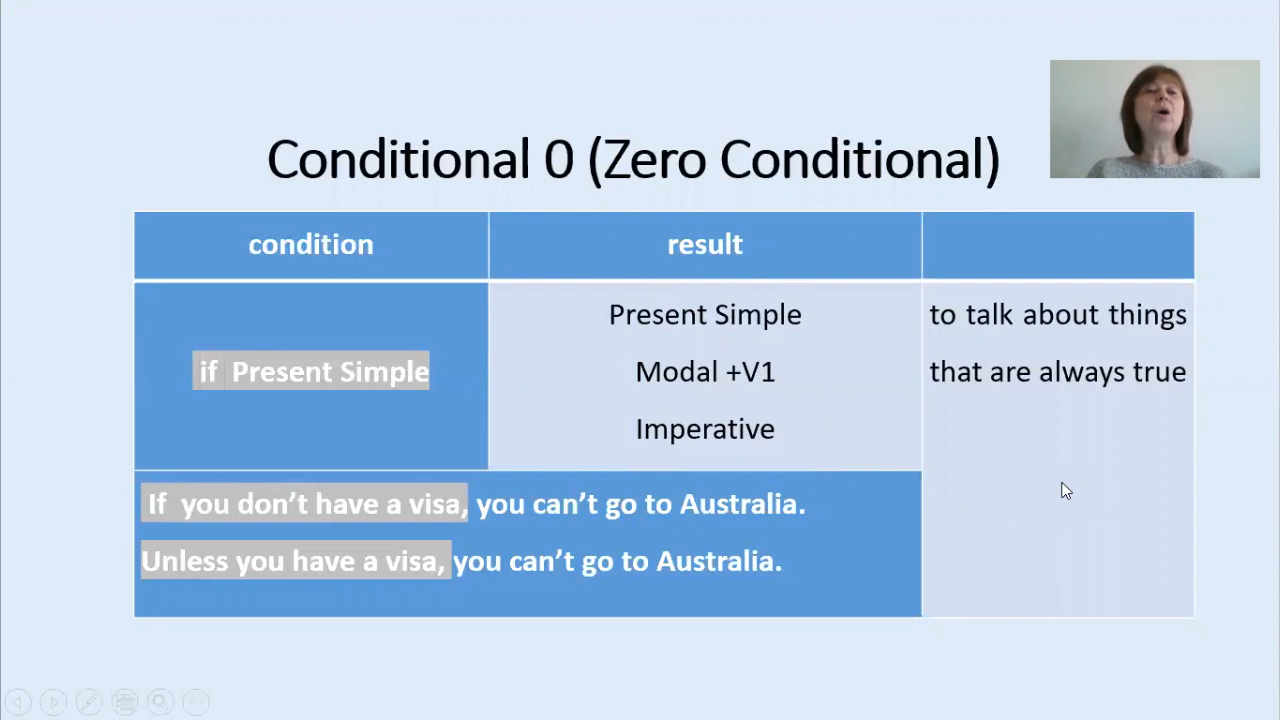 Conditional 0 (Zero Conditional)
condition
result
if Present Simple
Present Simple
Modal +V1
Imperative
to talk about things
that are always true
If you don’t have a visa, you can’t go to Australia.
Unless you have a visa, you can’t go to Australia.